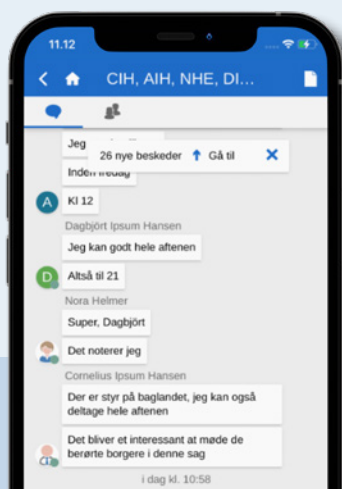 11.12
CIH, AIH, NHE, DI...
Jeg
26 nye beskeder Gå til
Inden fredag
A
Kl 12
Dagbjört Ipsum Hansen
Jeg kan godt hele aftenen
D
Altså til 21
Nora Helmer
Super, Dagbjört
Det noterer jeg
Cornelius Ipsum Hansen
Der er styr på baglandet, jeg kan også
deltage hele aftenen
Det bliver et interessant at møde de
berørte borgere i denne sag
CI
i dag kl. 10:58